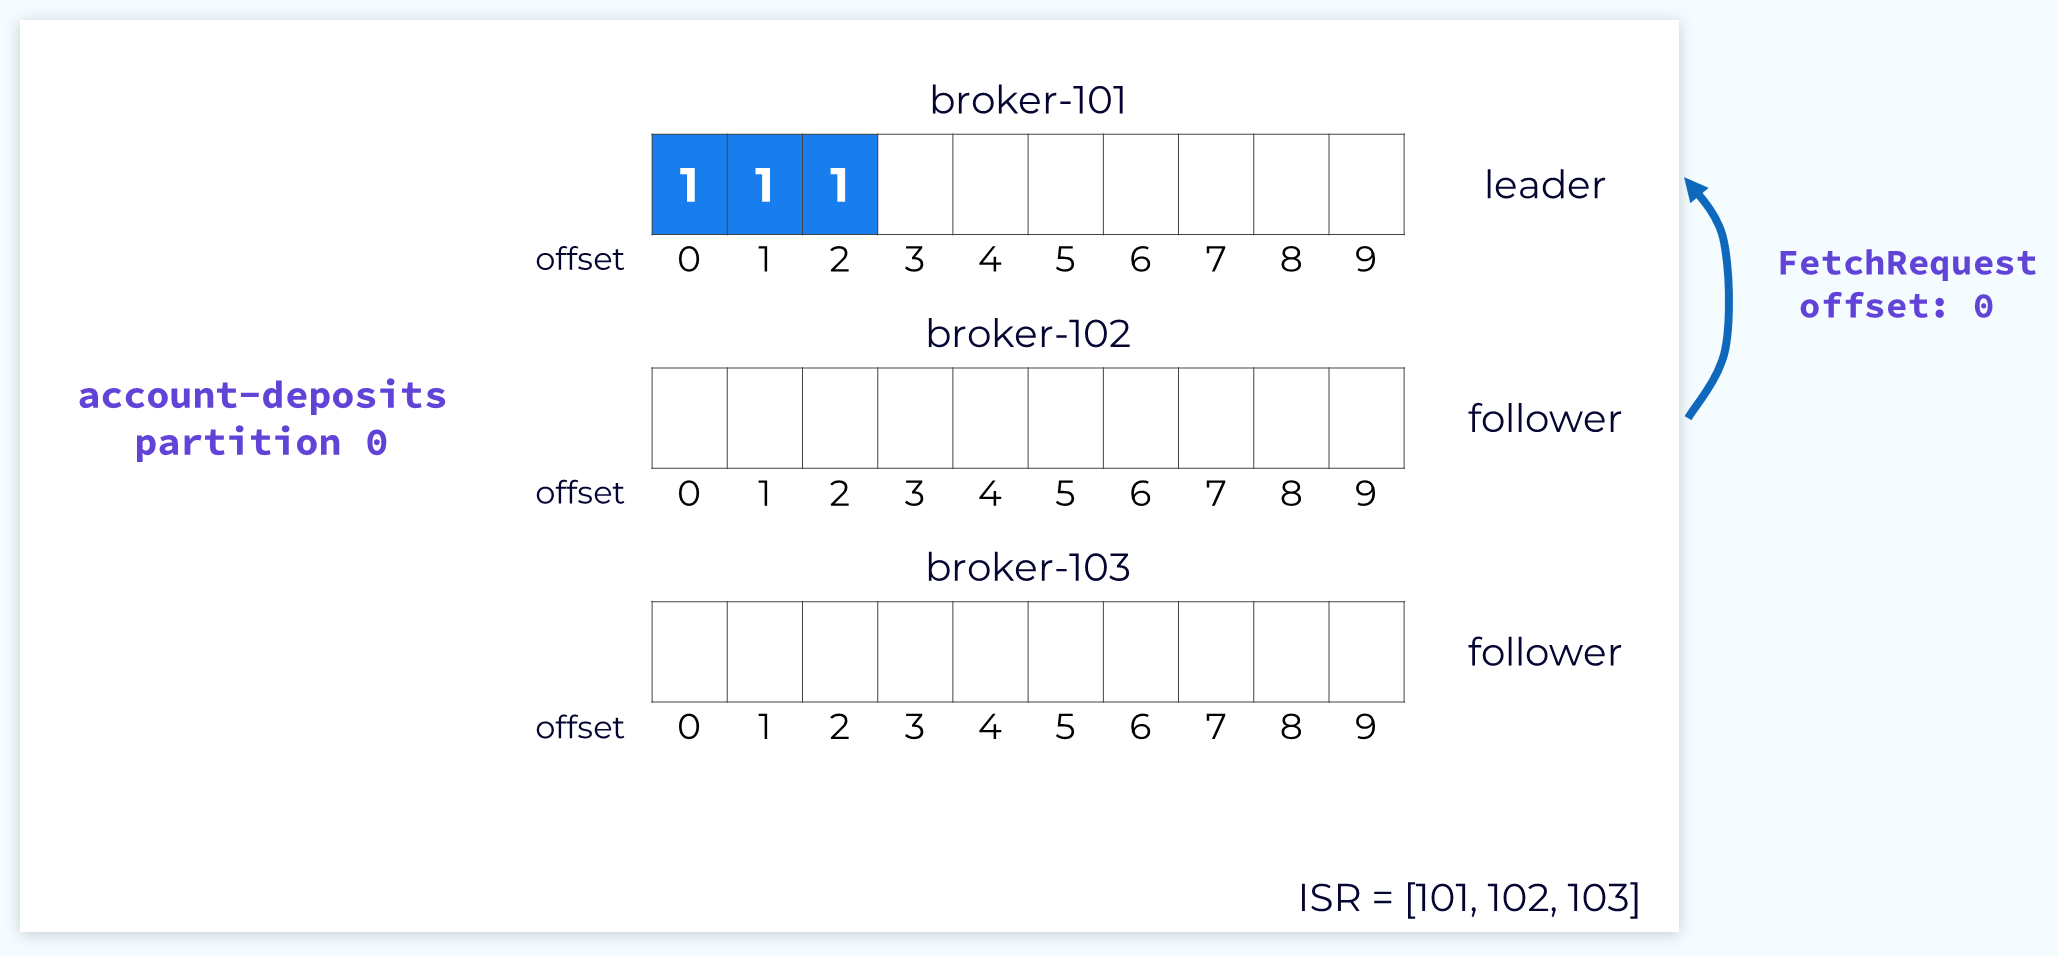 broker-101
1 1 1
leader
offset 0 1 2 3 4 5 6 7 8 9
FetchRequest
offset: 0
broker-102
account-deposits
partition 0
follower
offset 0 1 2 3 4 5 6 7 8 9
broker-103
follower
offset 0 1 2 3 4 5 6 7 8 9
ISR = [101, 102, 103]